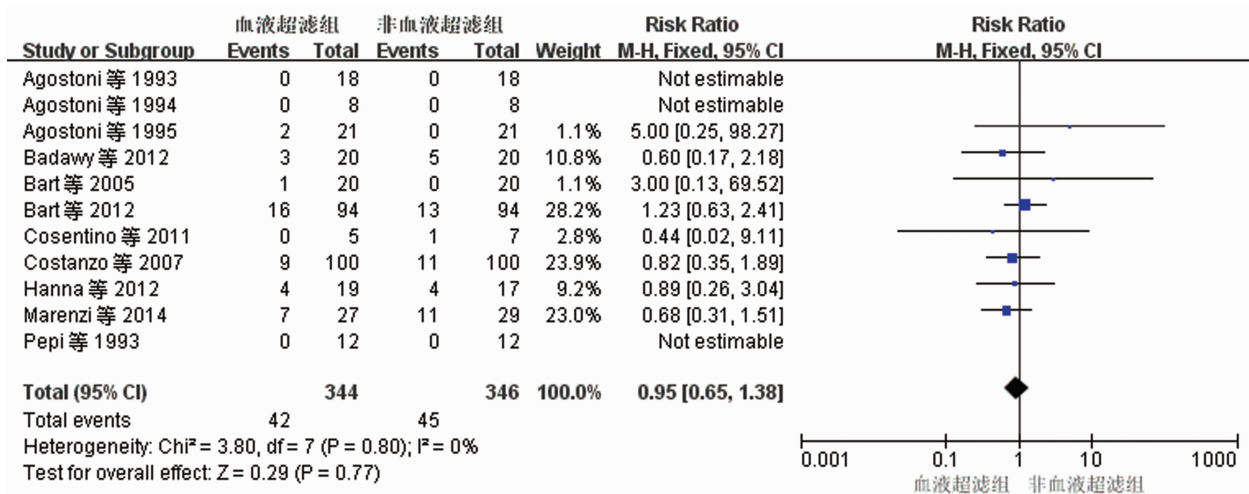 血液超滤组 非血液超滤组 Risk Ratio Risk Ratio
Study or Subgroup Events Total Events Total Weight M-H, Fixed, 95% CI M-H, Fixed, 95% CI
Agostoni 等 1993 0 18 0 18 Not estimable
Agostoni 等 1994 0 8 0 8 Not estimable
Agostoni 等 1995 2 21 0 21 1.1% 5.00 [0.25, 98.27]
Badawy 等 2012 3 20 5 20 10.8% 0.60 [0.17, 2.18]
Bart 等 2005 1 20 0 20 1.1% 3.00 [0.13, 69.52]
Bart 等 2012 16 94 13 94 28.2% 1.23 [0.63, 2.41]
Cosentino 等 2011 0 5 1 7 2.8% 0.44 [0.02, 9.11]
Costanzo 等 2007 9 100 11 100 23.9% 0.82 [0.35, 1.89]
Hanna 等 2012 4 19 4 17 9.2% 0.89 [0.26, 3.04]
Marenzi 等 2014 7 27 11 29 23.0% 0.68 [0.31, 1.51]
Pepi 等 1993 0 12 0 12 Not estimable
Total (95% CI) 344 346 100.0% 0.95 [0.65, 1.38]
Total events 42 45
Heterogeneity: Chi² = 3.80, df = 7 (P = 0.80); I² = 0%
Test for overall effect: Z = 0.29 (P = 0.77)
0.001 0.1 1 10 1000
血液超滤组 非血液超滤组